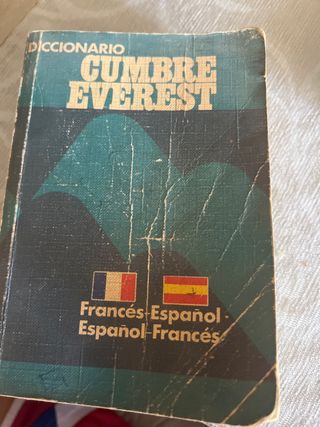 DICCIONARIO
CUMBRE
EVEREST
Francés-Español
Español-Francés